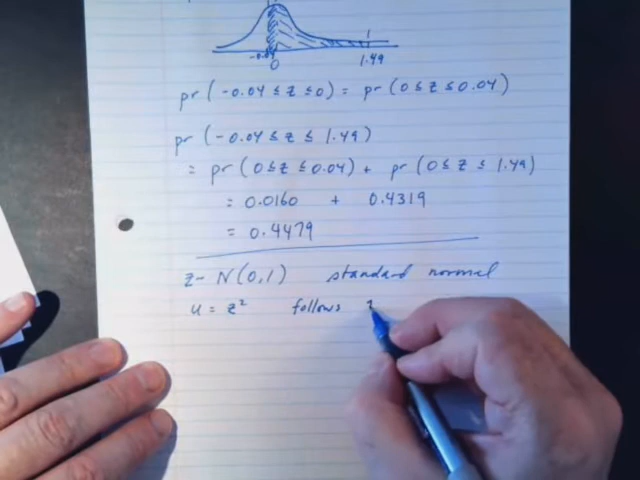 -0.04 0 1.49
pr (-0.04 ≤ z ≤ 0) = pr (0 ≤ z ≤ 0.04)
pr (-0.04 ≤ z ≤ 1.49)
= pr (0 ≤ z ≤ 0.04) + pr (0 ≤ z ≤ 1.49)
= 0.0160 + 0.4319
= 0.4479
z ~ N(0,1) standard normal
u = z² follows